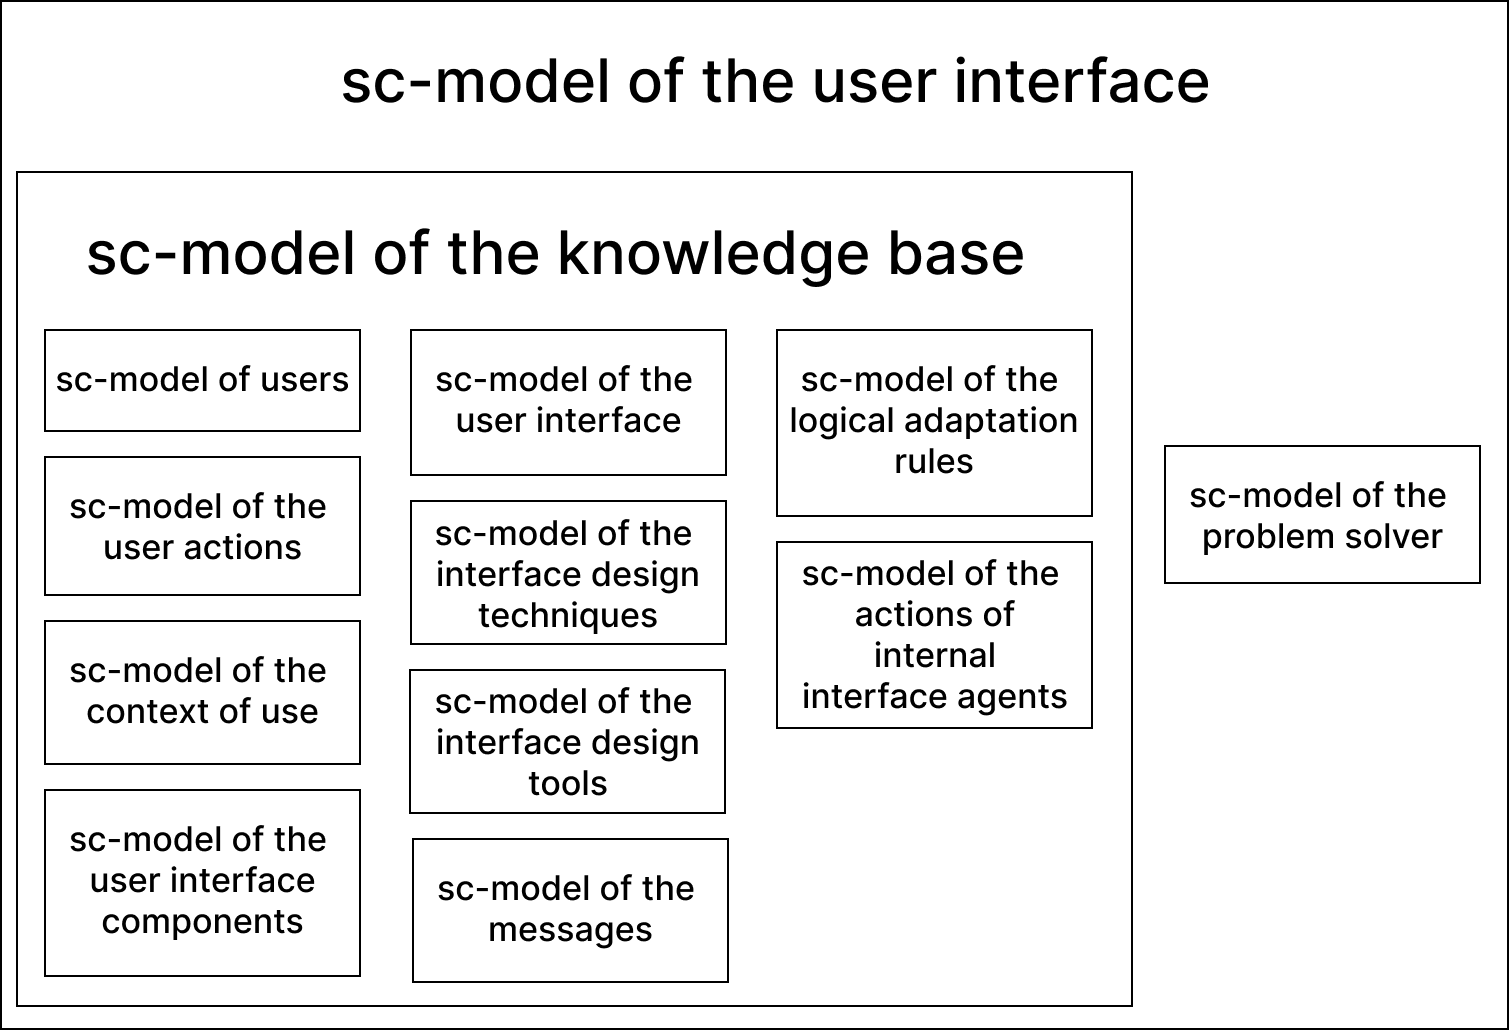 sc-model of the user interface
sc-model of the knowledge base
sc-model of users
sc-model of the
user actions
sc-model of the
context of use
sc-model of the
user interface
components
sc-model of the
user interface
sc-model of the
interface design
techniques
sc-model of the
interface design
tools
sc-model of the
messages
sc-model of the
logical adaptation
rules
sc-model of the
actions of
internal
interface agents
sc-model of the
problem solver